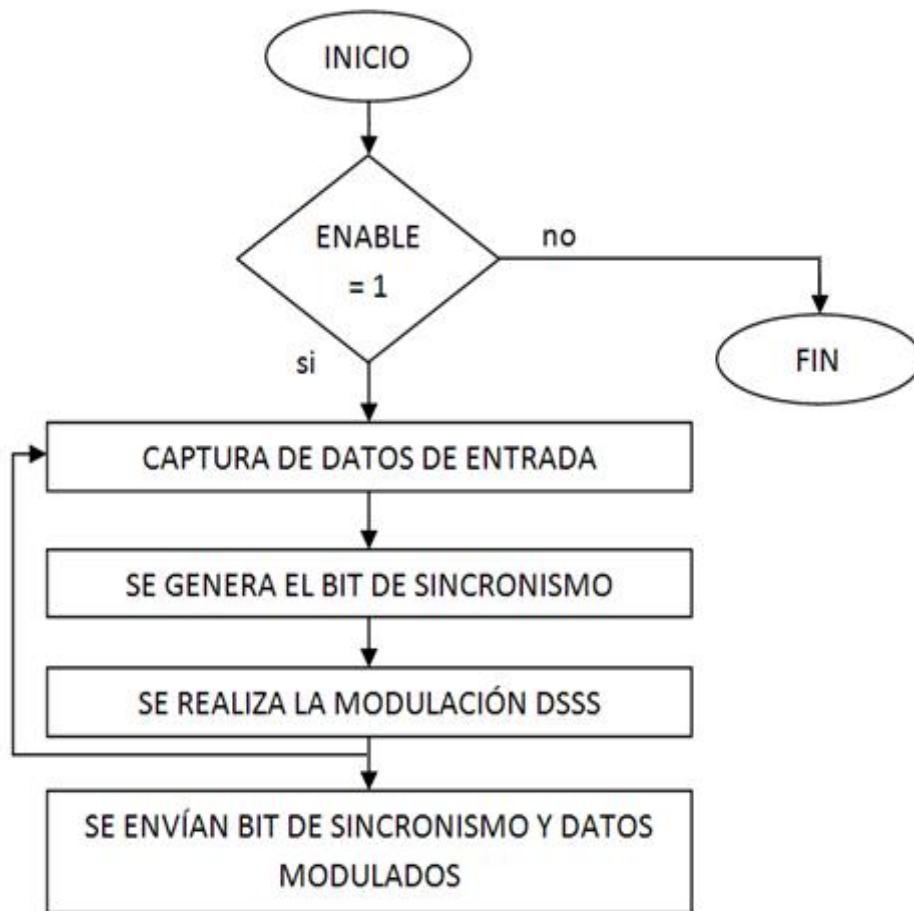 INICIO
ENABLE
= 1
no
si
FIN
CAPTURA DE DATOS DE ENTRADA
SE GENERA EL BIT DE SINCRONISMO
SE REALIZA LA MODULACIÓN DSSS
SE ENVÍAN BIT DE SINCRONISMO Y DATOS
MODULADOS